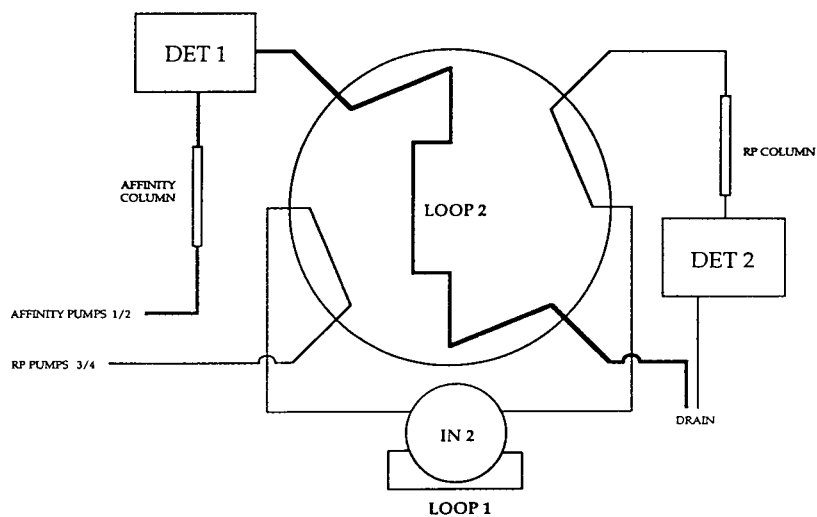 DET 1
AFFINITY
COLUMN
LOOP 2
RP COLUMN
DET 2
AFFINITY PUMPS 1/2
RP PUMPS 3/4
IN 2
DRAIN
LOOP 1